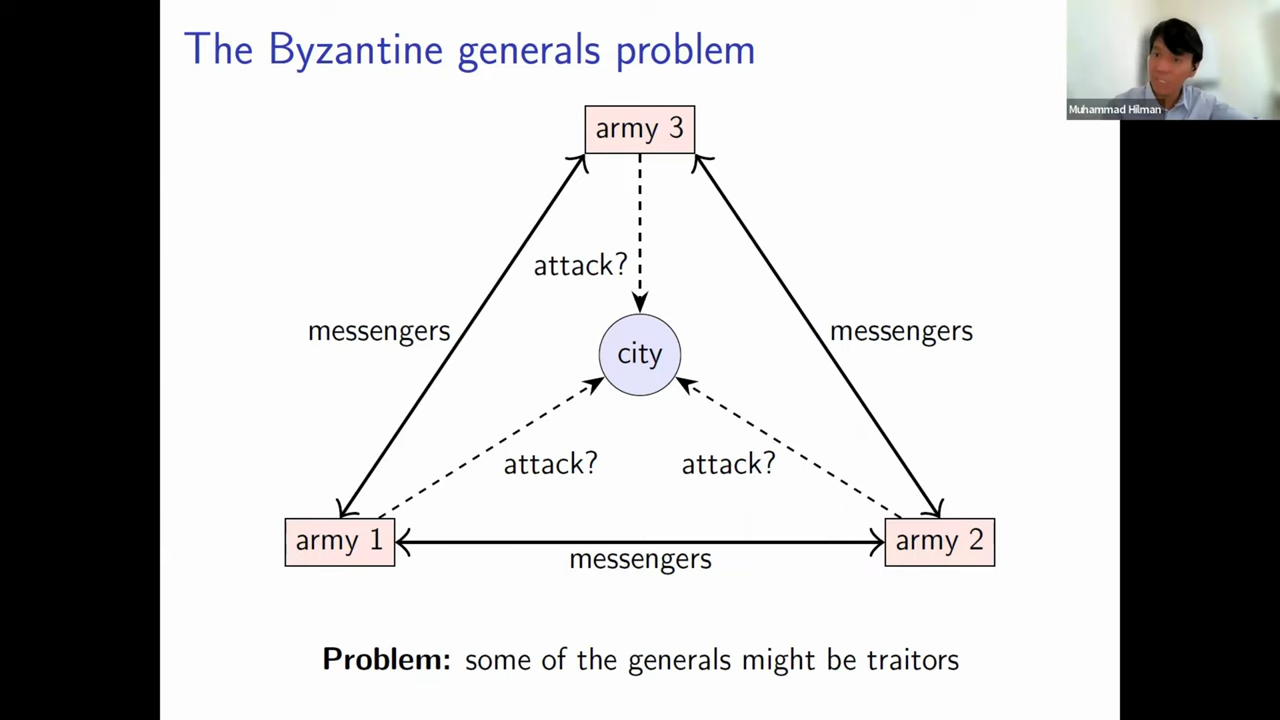 The Byzantine generals problem
Muhammad Hilman
army 3
attack?
messengers
messengers
city
attack?
attack?
army 1
army 2
messengers
Problem: some of the generals might be traitors